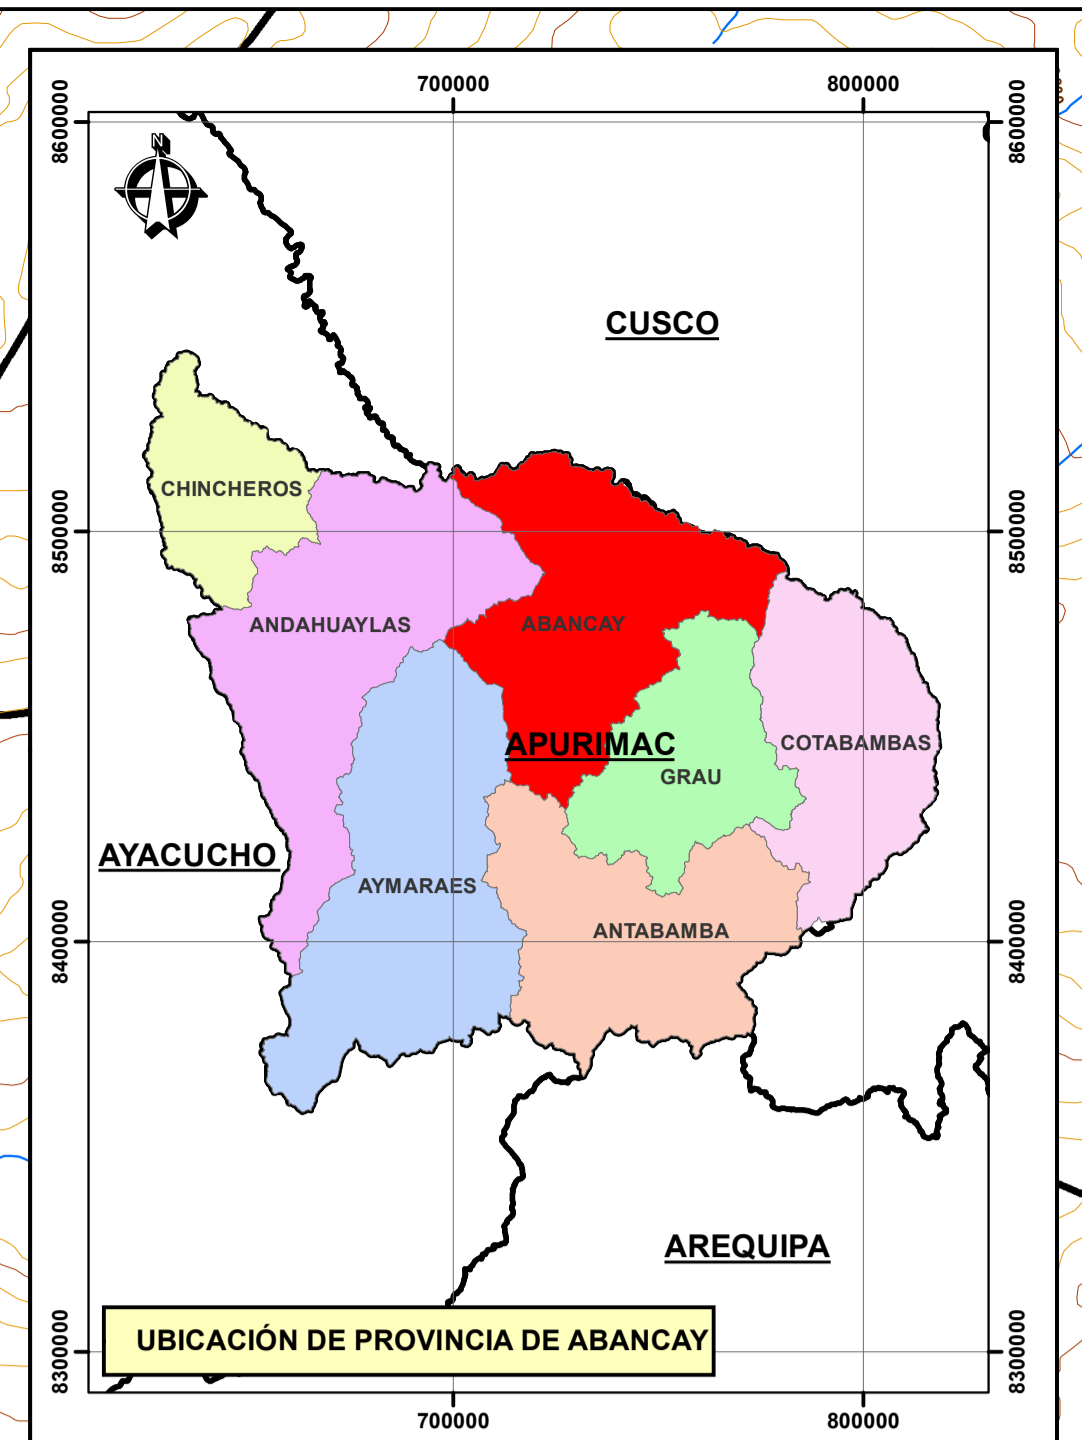 700000 800000
8600000 8600000
N
CUSCO
CHINCHEROS
8500000 8500000
ANDAHUAYLAS ABANCAY
APURIMAC COTABAMBAS
GRAU
AYACUCHO
AYMARAES
ANTABAMBA
8400000 8400000
AREQUIPA
UBICACIÓN DE PROVINCIA DE ABANCAY
8300000 8300000
700000 800000